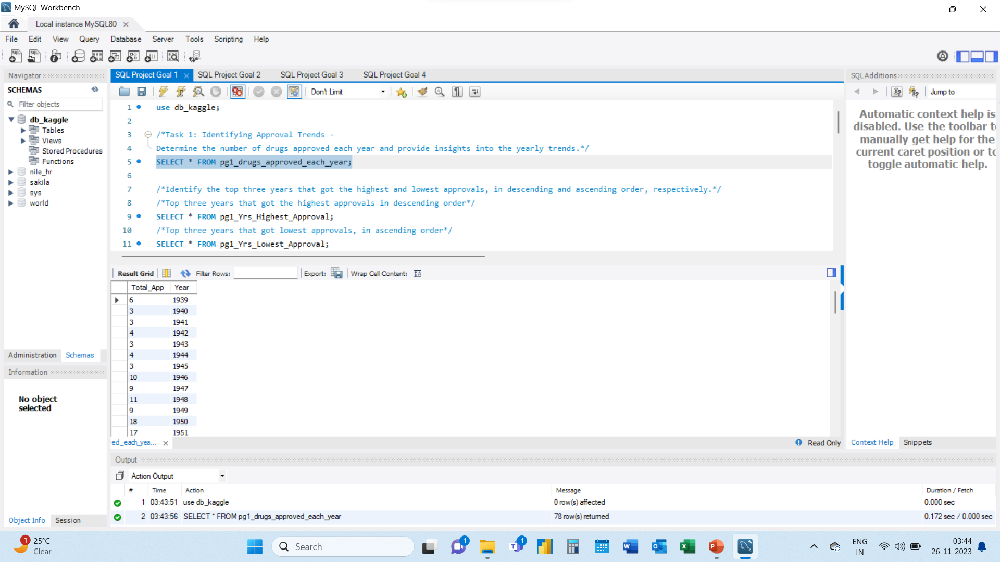 MySQL Workbench
Local instance MySQL80
File Edit View Query Database Server Tools Scripting Help
Navigator
SCHEMAS
Filter objects
db_kaggle
Tables
Views
Stored Procedures
Functions
nile_hr
sakila
sys
world
Administration Schemas
Information
No object
selected
Object Info Session
SQL Project Goal 1 SQL Project Goal 2 SQL Project Goal 3 SQL Project Goal 4
Don't Limit
1 use db_kaggle;
2
3 /*Task 1: Identifying Approval Trends -
4 Determine the number of drugs approved each year and provide insights into the yearly trends.*/
5 SELECT * FROM pg1_drugs_approved_each_year;
6
7 /*Identify the top three years that got the highest and lowest approvals, in descending and ascending order, respectively.*/
8 /*Top three years that got the highest approvals in descending order*/
9 SELECT * FROM pg1_Yrs_Highest_Approval;
10 /*Top three years that got lowest approvals, in ascending order*/
11 SELECT * FROM pg1_Yrs_Lowest_Approval;
Result Grid Filter Rows: Export: Wrap Cell Content:
Total_App Year
6 1939
3 1940
3 1941
4 1942
3 1943
4 1944
3 1945
10 1946
9 1947
11 1948
9 1949
18 1950
17 1951
ed_each_yea...
Read Only
SQLAdditions
Jump to
Automatic context help is
disabled. Use the toolbar to
manually get help for the
current caret position or to
toggle automatic help.
Context Help Snippets
Output
Action Output
# Time Action Message Duration / Fetch
1 03:43:51 use db_kaggle 0 row(s) affected 0.000 sec
2 03:43:56 SELECT * FROM pg1_drugs_approved_each_year 78 row(s) returned 0.172 sec / 0.000 sec
1
25°C
Clear
Search
1
1
ENG
IN
03:44
26-11-2023